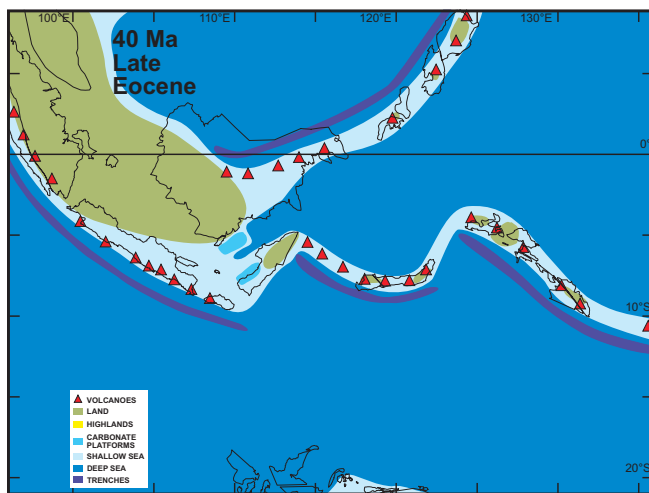 100°E
110°E
120°E
130°E
40 Ma
Late
Eocene
0°
10°S
20°S
VOLCANOES
LAND
HIGHLANDS
CARBONATE
PLATFORMS
SHALLOW SEA
DEEP SEA
TRENCHES